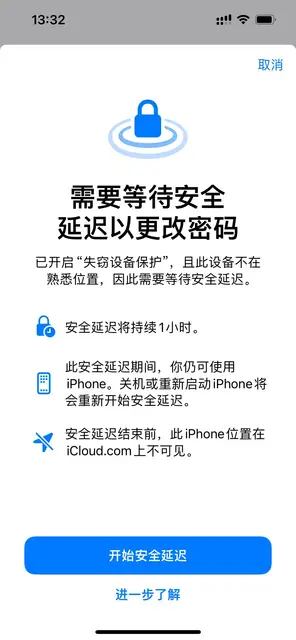 13:32
取消
需要等待安全
延迟以更改密码
已开启“失窃设备保护”，且此设备不在
熟悉位置，因此需要等待安全延迟。
安全延迟将持续1小时。
此安全延迟期间，你仍可使用
iPhone。关机或重新启动iPhone将
会重新开始安全延迟。
安全延迟结束前，此iPhone位置在
iCloud.com上不可见。
开始安全延迟
进一步了解